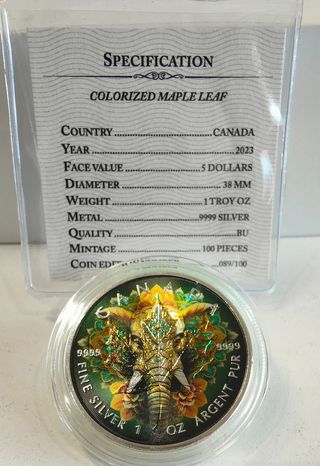 SPECIFICATION
COLORIZED MAPLE LEAF
COUNTRY CANADA
YEAR 2023
FACE VALUE 5 DOLLARS
DIAMETER 38 MM
WEIGHT 1 TROY OZ
METAL .9999 SILVER
QUALITY BU
MINTAGE 100 PIECES
COIN 089/100
CANADA
9999 9999
FINE SILVER 1 OZ ARGENT PUR